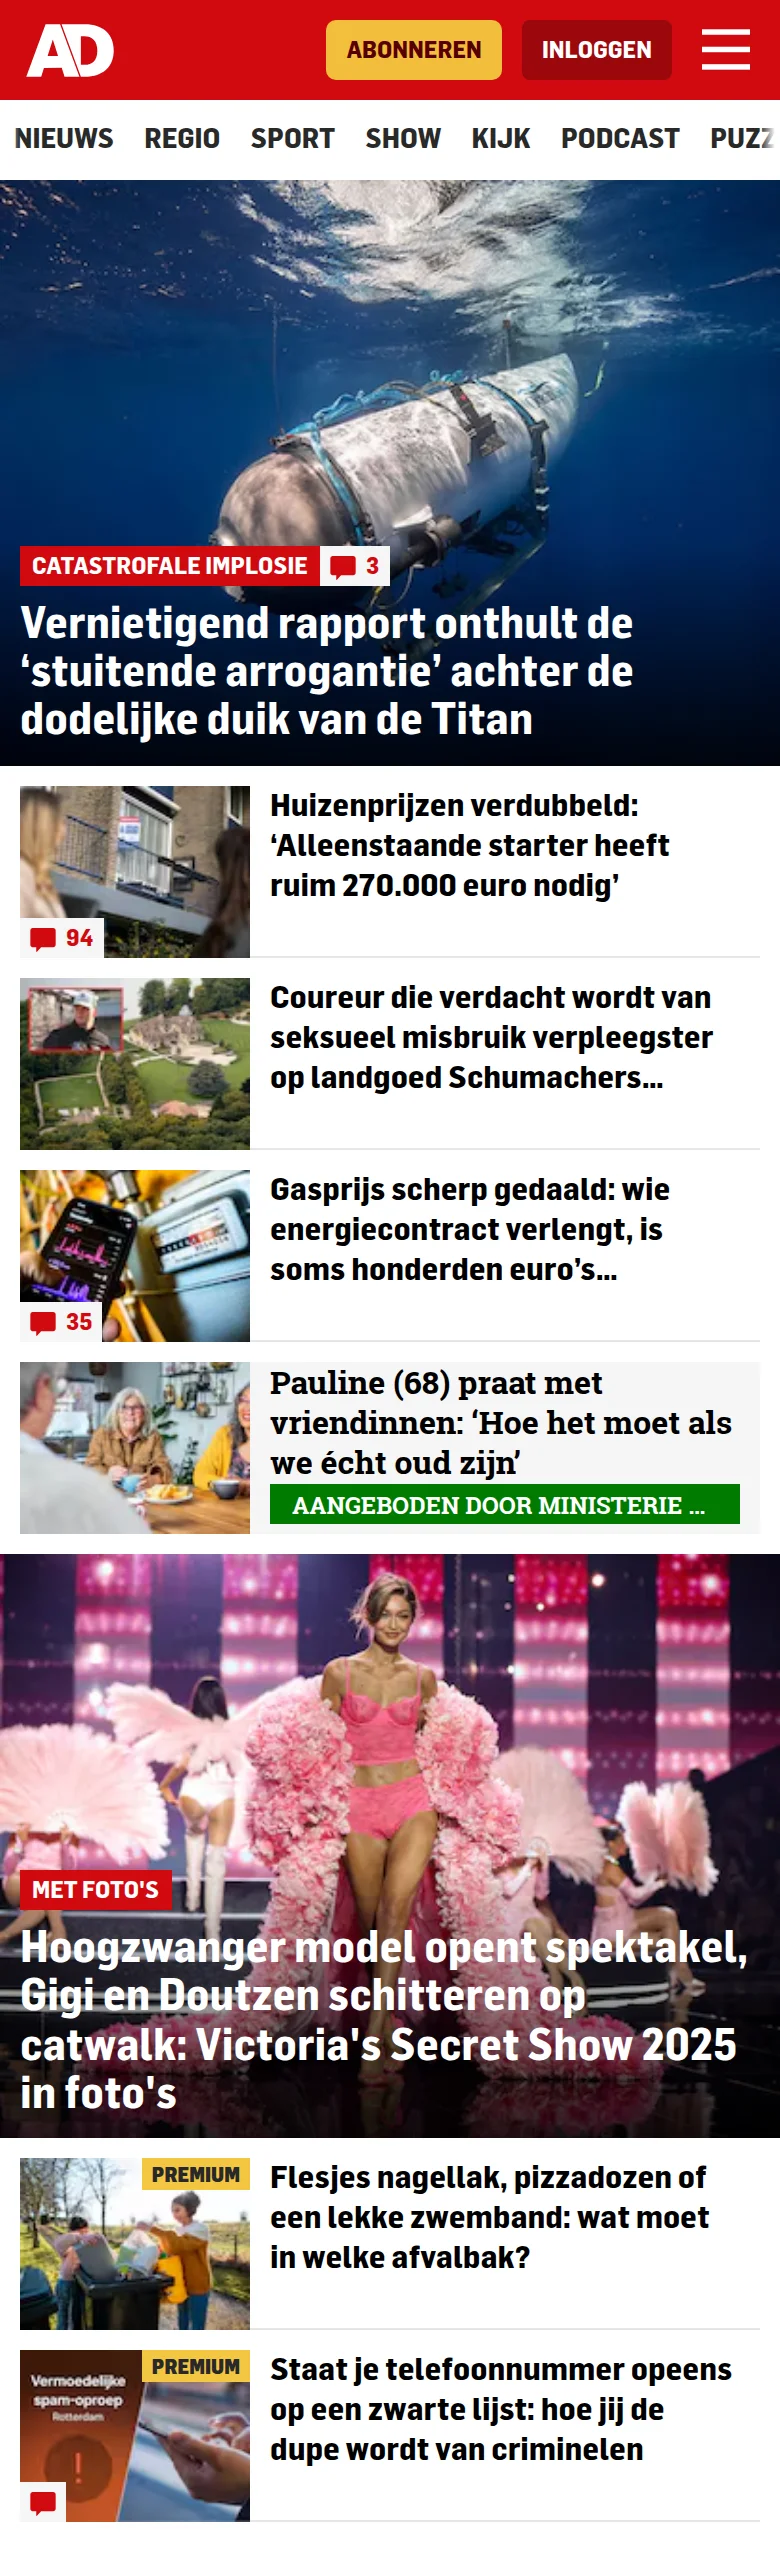 AD
ABONNEREN
INLOGGEN
NIEUWS REGIO SPORT SHOW KIJK PODCAST PUZZ
CATASTROFALE IMPLOSIE 3
Vernietigend rapport onthult de
‘stuitende arrogantie’ achter de
dodelijke duik van de Titan
Huizenprijzen verdubbeld:
‘Alleenstaande starter heeft
ruim 270.000 euro nodig’
94
Coureur die verdacht wordt van
seksueel misbruik verpleegster
op landgoed Schumachers...
Gasprijs scherp gedaald: wie
energiecontract verlengt, is
soms honderden euro’s...
35
Pauline (68) praat met
vriendinnen: ‘Hoe het moet als
we écht oud zijn’
AANGEBODEN DOOR MINISTERIE ...
MET FOTO'S
Hoogzwanger model opent spektakel,
Gigi en Doutzen schitteren op
catwalk: Victoria's Secret Show 2025
in foto's
PREMIUM
Flesjes nagellak, pizzadozen of
een lekke zwemband: wat moet
in welke afvalbak?
PREMIUM
Vermoedelijke
spam-oproep
Rotterdam
!
Staat je telefoonnummer opeens
op een zwarte lijst: hoe jij de
dupe wordt van criminelen